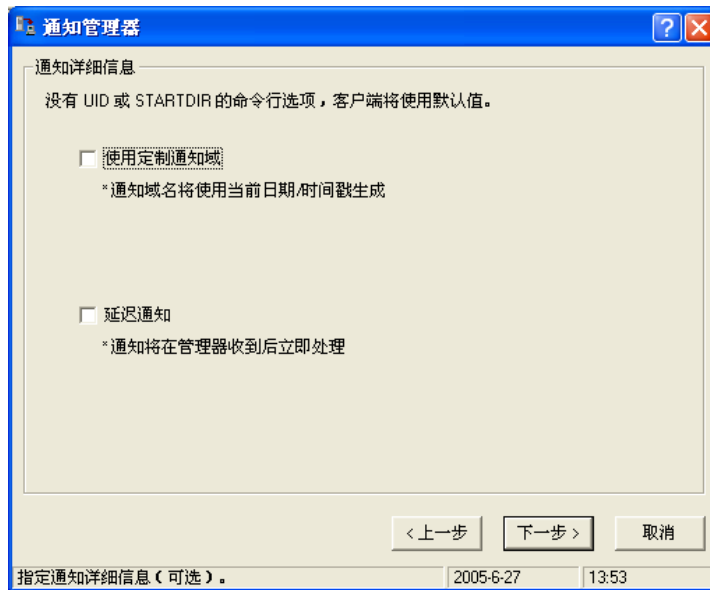 通知管理器
通知详细信息
没有 UID 或 STARTDIR 的命令行选项，客户端将使用默认值。
使用定制通知域
*通知域名将使用当前日期/时间戳生成
延迟通知
*通知将在管理器收到后立即处理
<上一步
下一步>
取消
指定通知详细信息（可选）。
2005-6-27
13:53